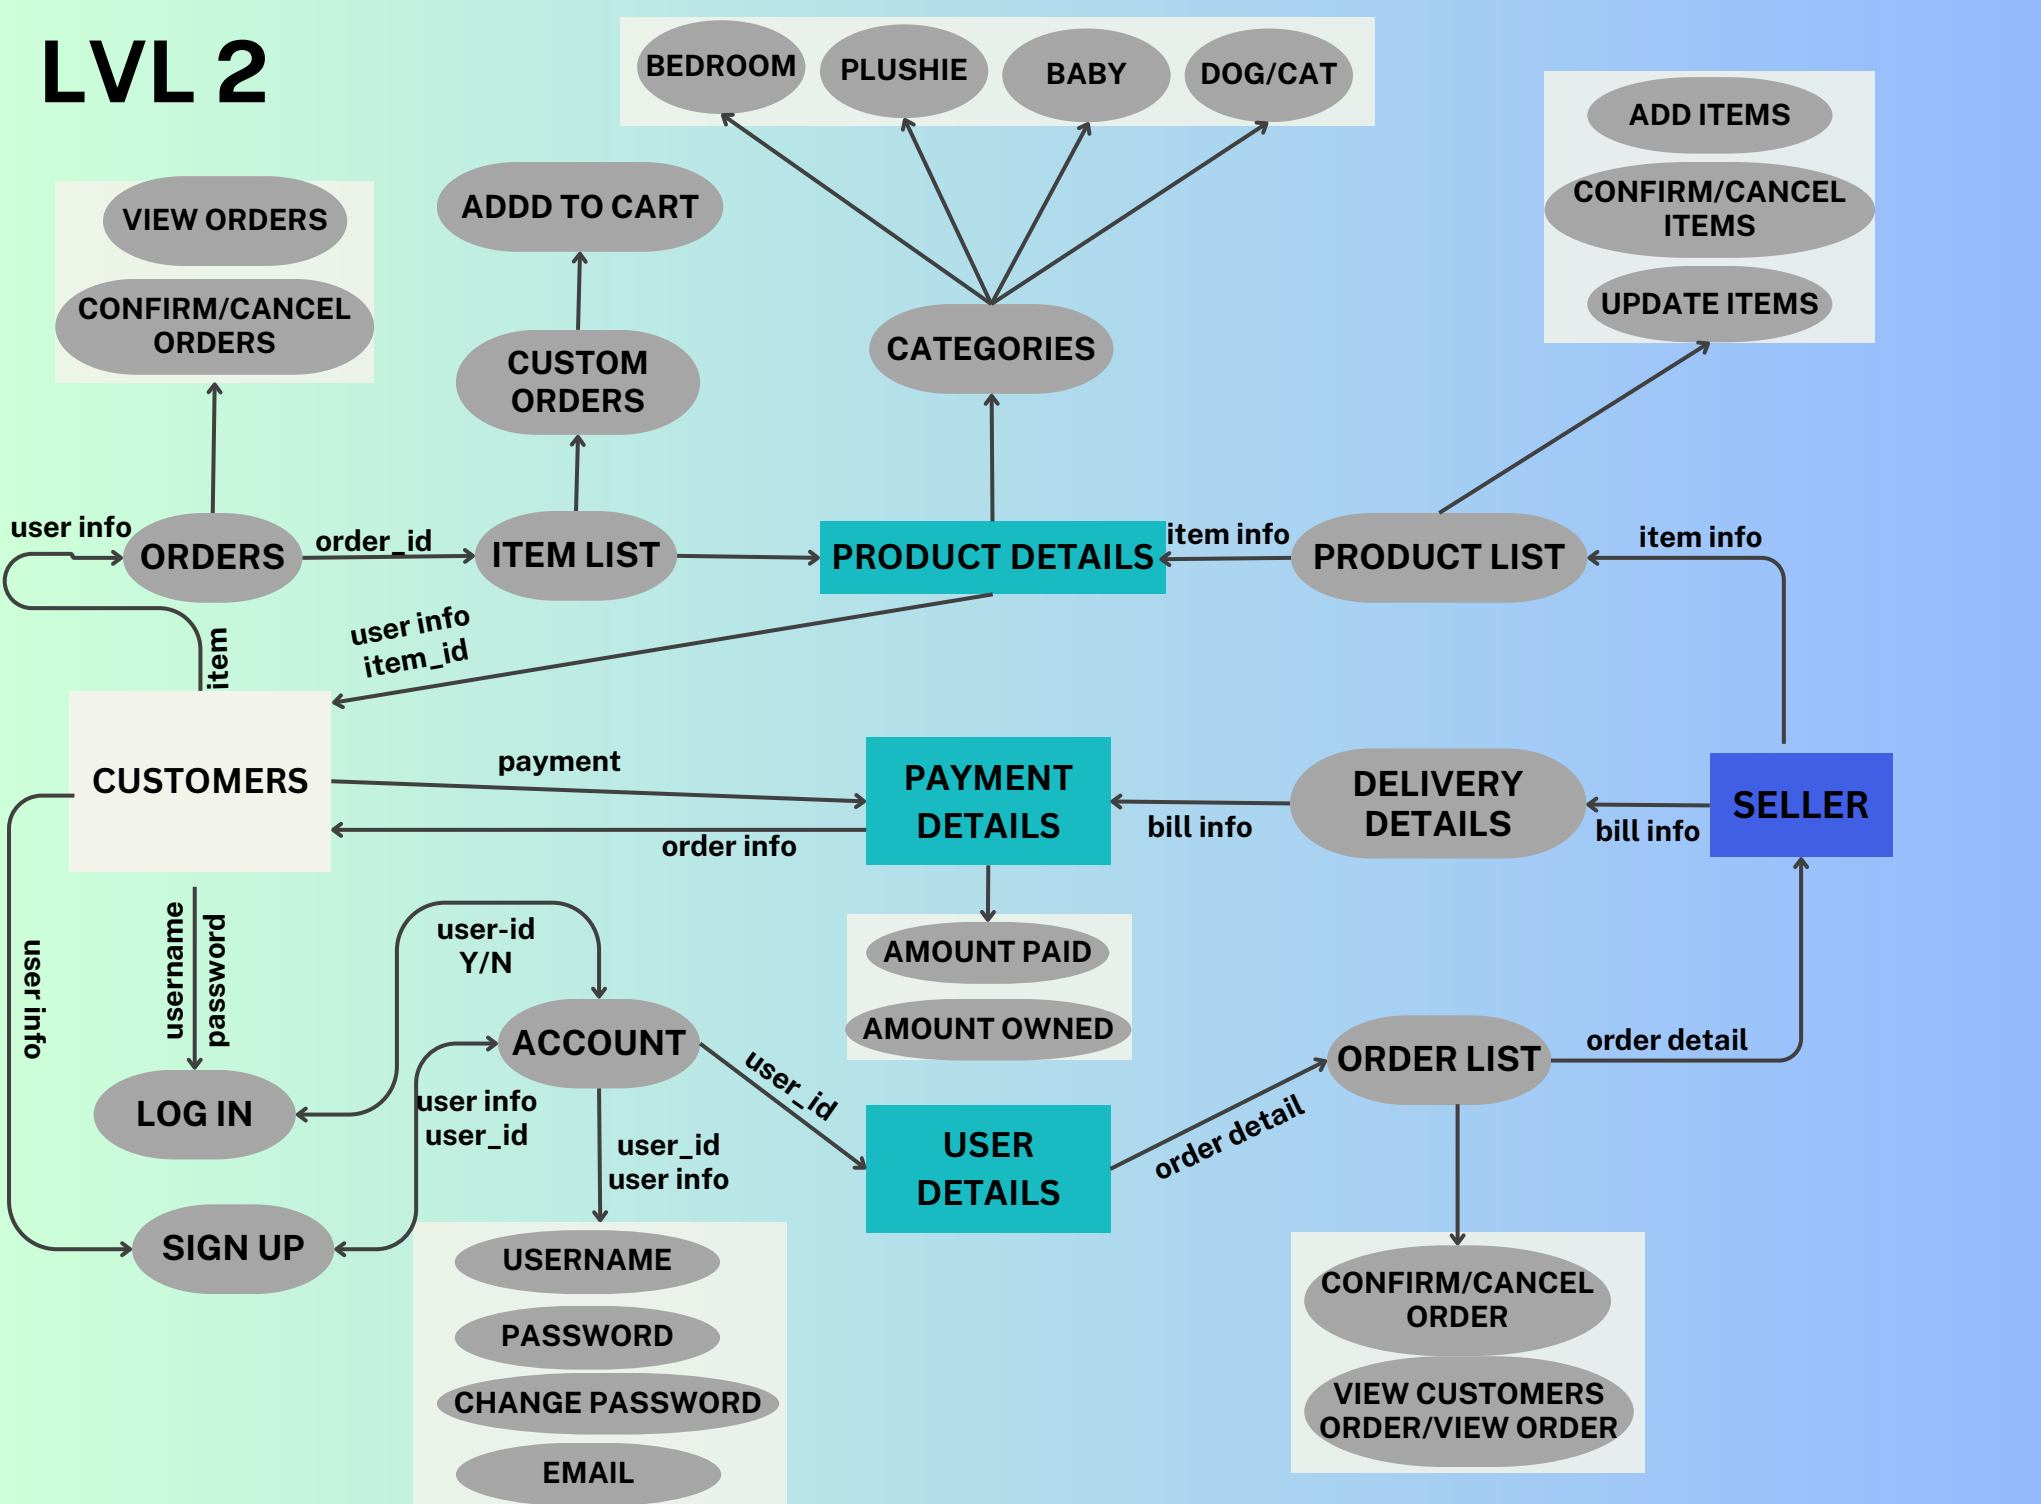 LVL 2
BEDROOM
PLUSHIE
BABY
DOG/CAT
ADD ITEMS
CONFIRM/CANCEL
ITEMS
UPDATE ITEMS
VIEW ORDERS
CONFIRM/CANCEL
ORDERS
ADDD TO CART
CUSTOM
ORDERS
CATEGORIES
user info
ORDERS
order_id
ITEM LIST
PRODUCT DETAILS
item info
PRODUCT LIST
item info
item
user info
item_id
CUSTOMERS
payment
order info
PAYMENT
DETAILS
bill info
DELIVERY
DETAILS
bill info
SELLER
AMOUNT PAID
AMOUNT OWNED
user info
username
password
user-id
Y/N
LOG IN
ACCOUNT
user info
user_id
SIGN UP
user_id
user info
user_id
USER
DETAILS
order detail
ORDER LIST
order detail
USERNAME
PASSWORD
CHANGE PASSWORD
EMAIL
CONFIRM/CANCEL
ORDER
VIEW CUSTOMERS
ORDER/VIEW ORDER